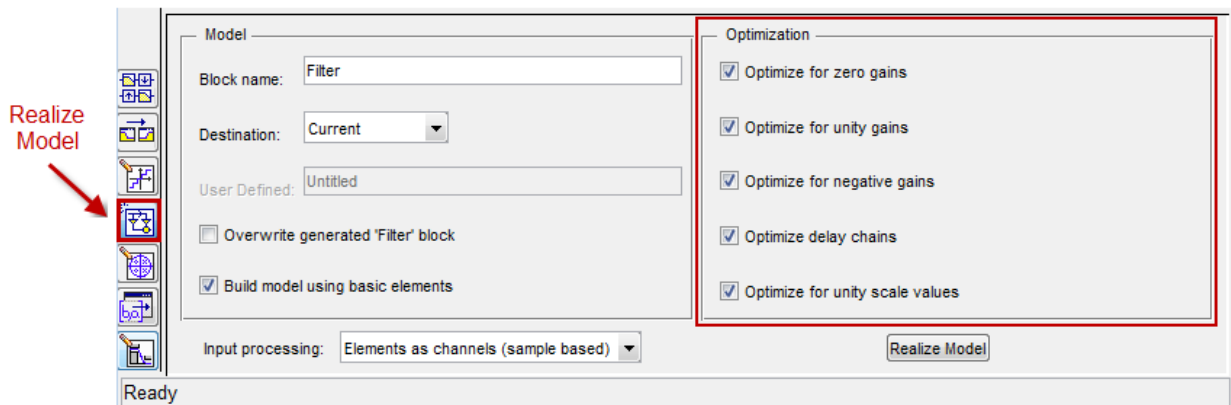 Realize
Model
Model
Block name: Filter
Destination: Current
User Defined: Untitled
Overwrite generated 'Filter' block
Build model using basic elements
Input processing: Elements as channels (sample based)
Optimization
Optimize for zero gains
Optimize for unity gains
Optimize for negative gains
Optimize delay chains
Optimize for unity scale values
Realize Model
Ready